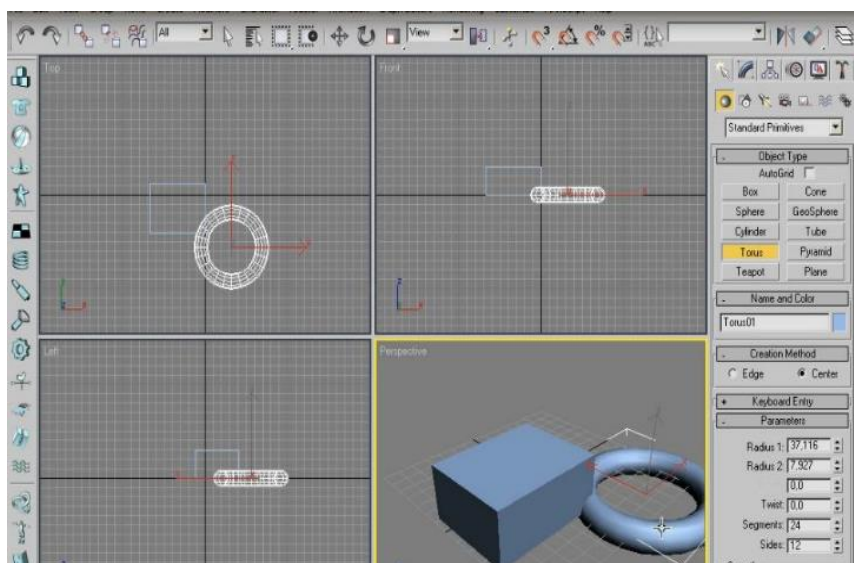 All
View
3
%
{}
ABC
Top
Front
Left
Perspective
Standard Primitives
- Object Type
AutoGrid
Box Cone
Sphere GeoSphere
Cylinder Tube
Torus Pyramid
Teapot Plane
- Name and Color
Torus01
- Creation Method
Edge Center
+ Keyboard Entry
- Parameters
Radius 1: 37,116
Radius 2: 7,927
0,0
Twist: 0,0
Segments: 24
Sides: 12